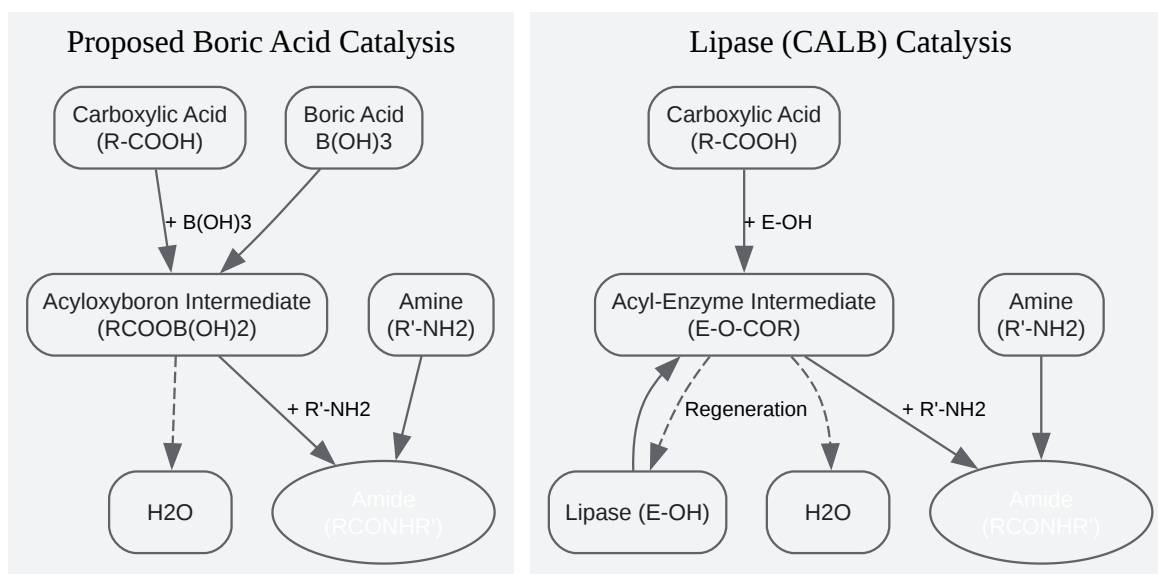 Proposed Boric Acid Catalysis
Carboxylic Acid
(R-COOH)
Boric Acid
B(OH)3
+ B(OH)3
Acyloxyboron Intermediate
(RCOOB(OH)2)
Amine
(R'-NH2)
+ R'-NH2
H2O
Amide
(RCONHR')
Lipase (CALB) Catalysis
Carboxylic Acid
(R-COOH)
+ E-OH
Acyl-Enzyme Intermediate
(E-O-COR)
Amine
(R'-NH2)
Regeneration
+ R'-NH2
Lipase (E-OH)
H2O
Amide
(RCONHR')